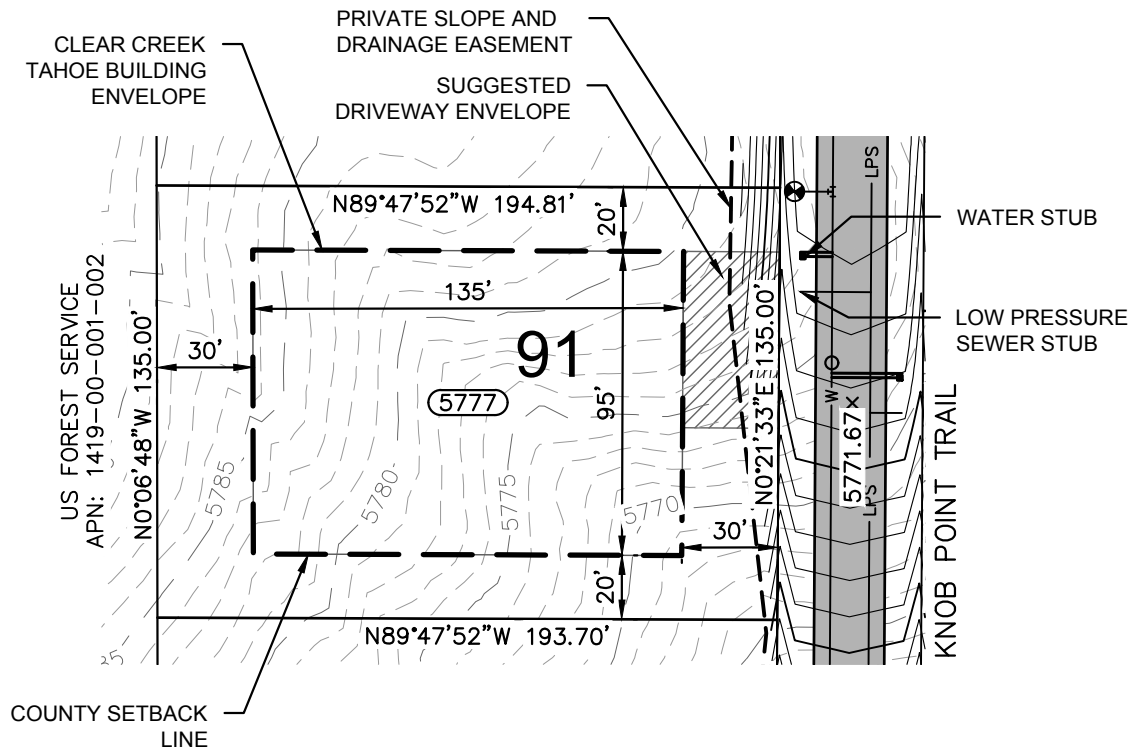 PRIVATE SLOPE AND
DRAINAGE EASEMENT
CLEAR CREEK
TAHOE BUILDING
ENVELOPE
SUGGESTED
DRIVEWAY ENVELOPE
LPS
N89°47'52"W 194.81'
20'
WATER STUB
135'
LOW PRESSURE
SEWER STUB
US FOREST SERVICE
APN: 1419-00-001-002
N0°06'48"W 135.00'
30'
91
5777
95'
N0°21'33"E 135.00'
W
5771.67×
LPS
KNOB POINT TRAIL
5785
5780
5775
5770
30'
20'
N89°47'52"W 193.70'
COUNTY SETBACK
LINE